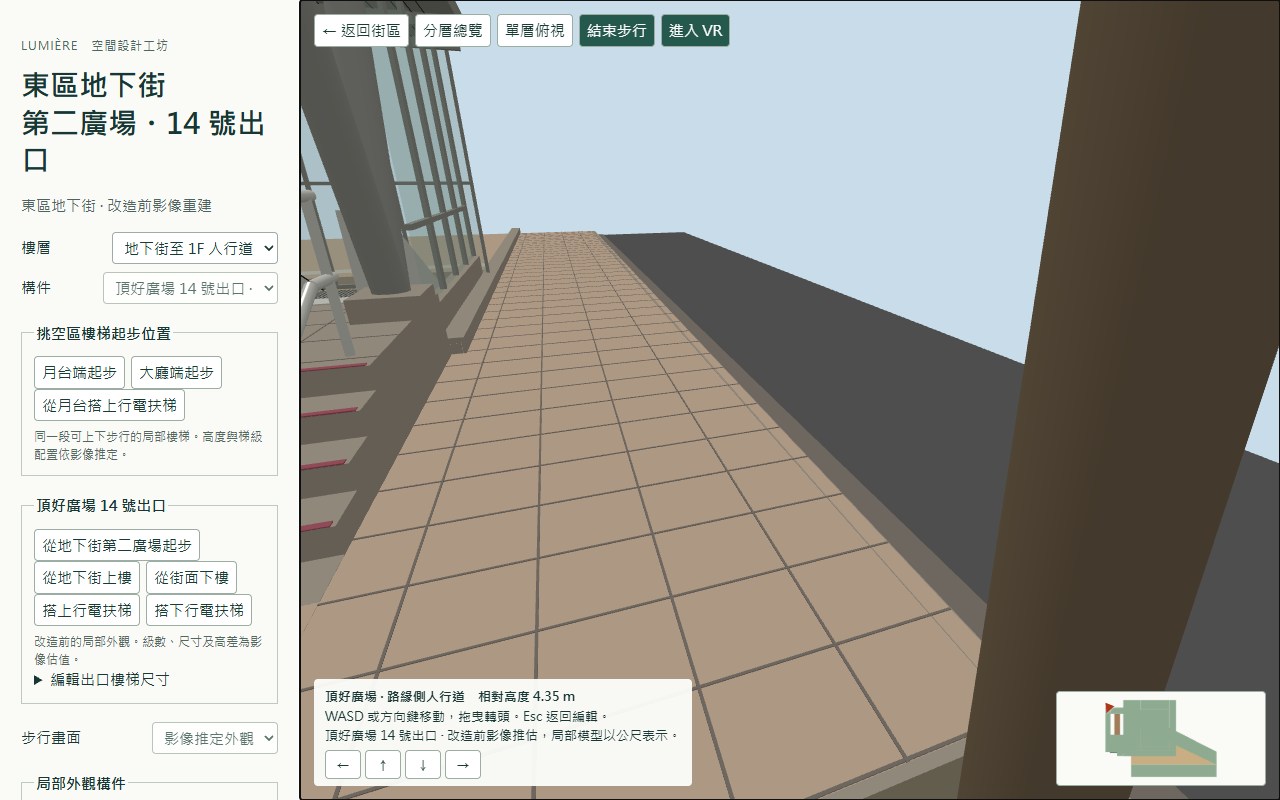 LUMIÈRE 空間設計工坊
東區地下街
第二廣場・14 號出
口
東區地下街 · 改造前影像重建
樓層
地下街至 1F 人行道
構件
頂好廣場 14 號出口 ·
挑空區樓梯起步位置
月台端起步
大廳端起步
從月台搭上行電扶梯
同一段可上下步行的局部樓梯。高度與梯級
配置依影像推定。
頂好廣場 14 號出口
從地下街第二廣場起步
從地下街上樓
從街面下樓
搭上行電扶梯
搭下行電扶梯
改造前的局部外觀。級數、尺寸及高差為影
像估值。
▶ 編輯出口樓梯尺寸
步行畫面
影像推定外觀
局部外觀構件
← 返回街區
分層總覽
單層俯視
結束步行
進入 VR
頂好廣場 · 路緣側人行道 相對高度 4.35 m
WASD 或方向鍵移動，拖曳轉頭。Esc 返回編輯。
頂好廣場 14 號出口 · 改造前影像推估，局部模型以公尺表示。
← ↑ ↓ →